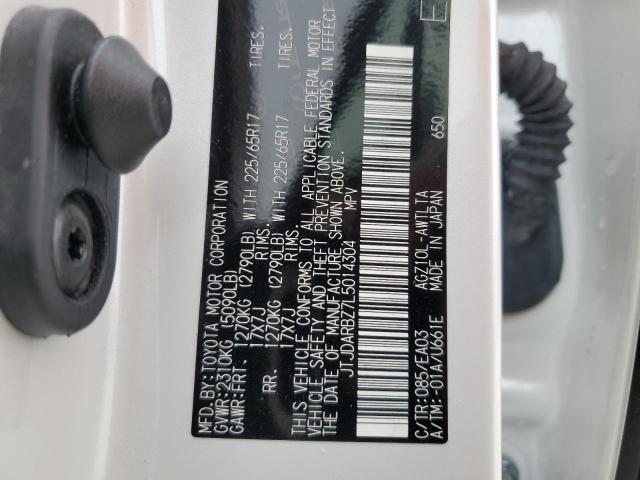 MFD.BY:TOYOTA MOTOR CORPORATION
GVWR:2310KG (5090LB)
GAWR:FRT. 1270KG (2790LB) WITH 225/65R17 TIRES.
17X7J RIMS.
RR. 1270KG (2790LB) WITH 225/65R17 TIRES.
17X7J RIMS.
THIS VEHICLE CONFORMS TO ALL APPLICABLE FEDERAL MOTOR
VEHICLE SAFETY AND THEFT PREVENTION STANDARDS IN EFFECT
THE DATE OF MANUFACTURE SHOWN ABOVE.
JTJDARBZ7L5014304 MPV
C/TR:085/EA03 AGZ10L-AWTLTA
A/TM:-01A/U661E MADE IN JAPAN 650